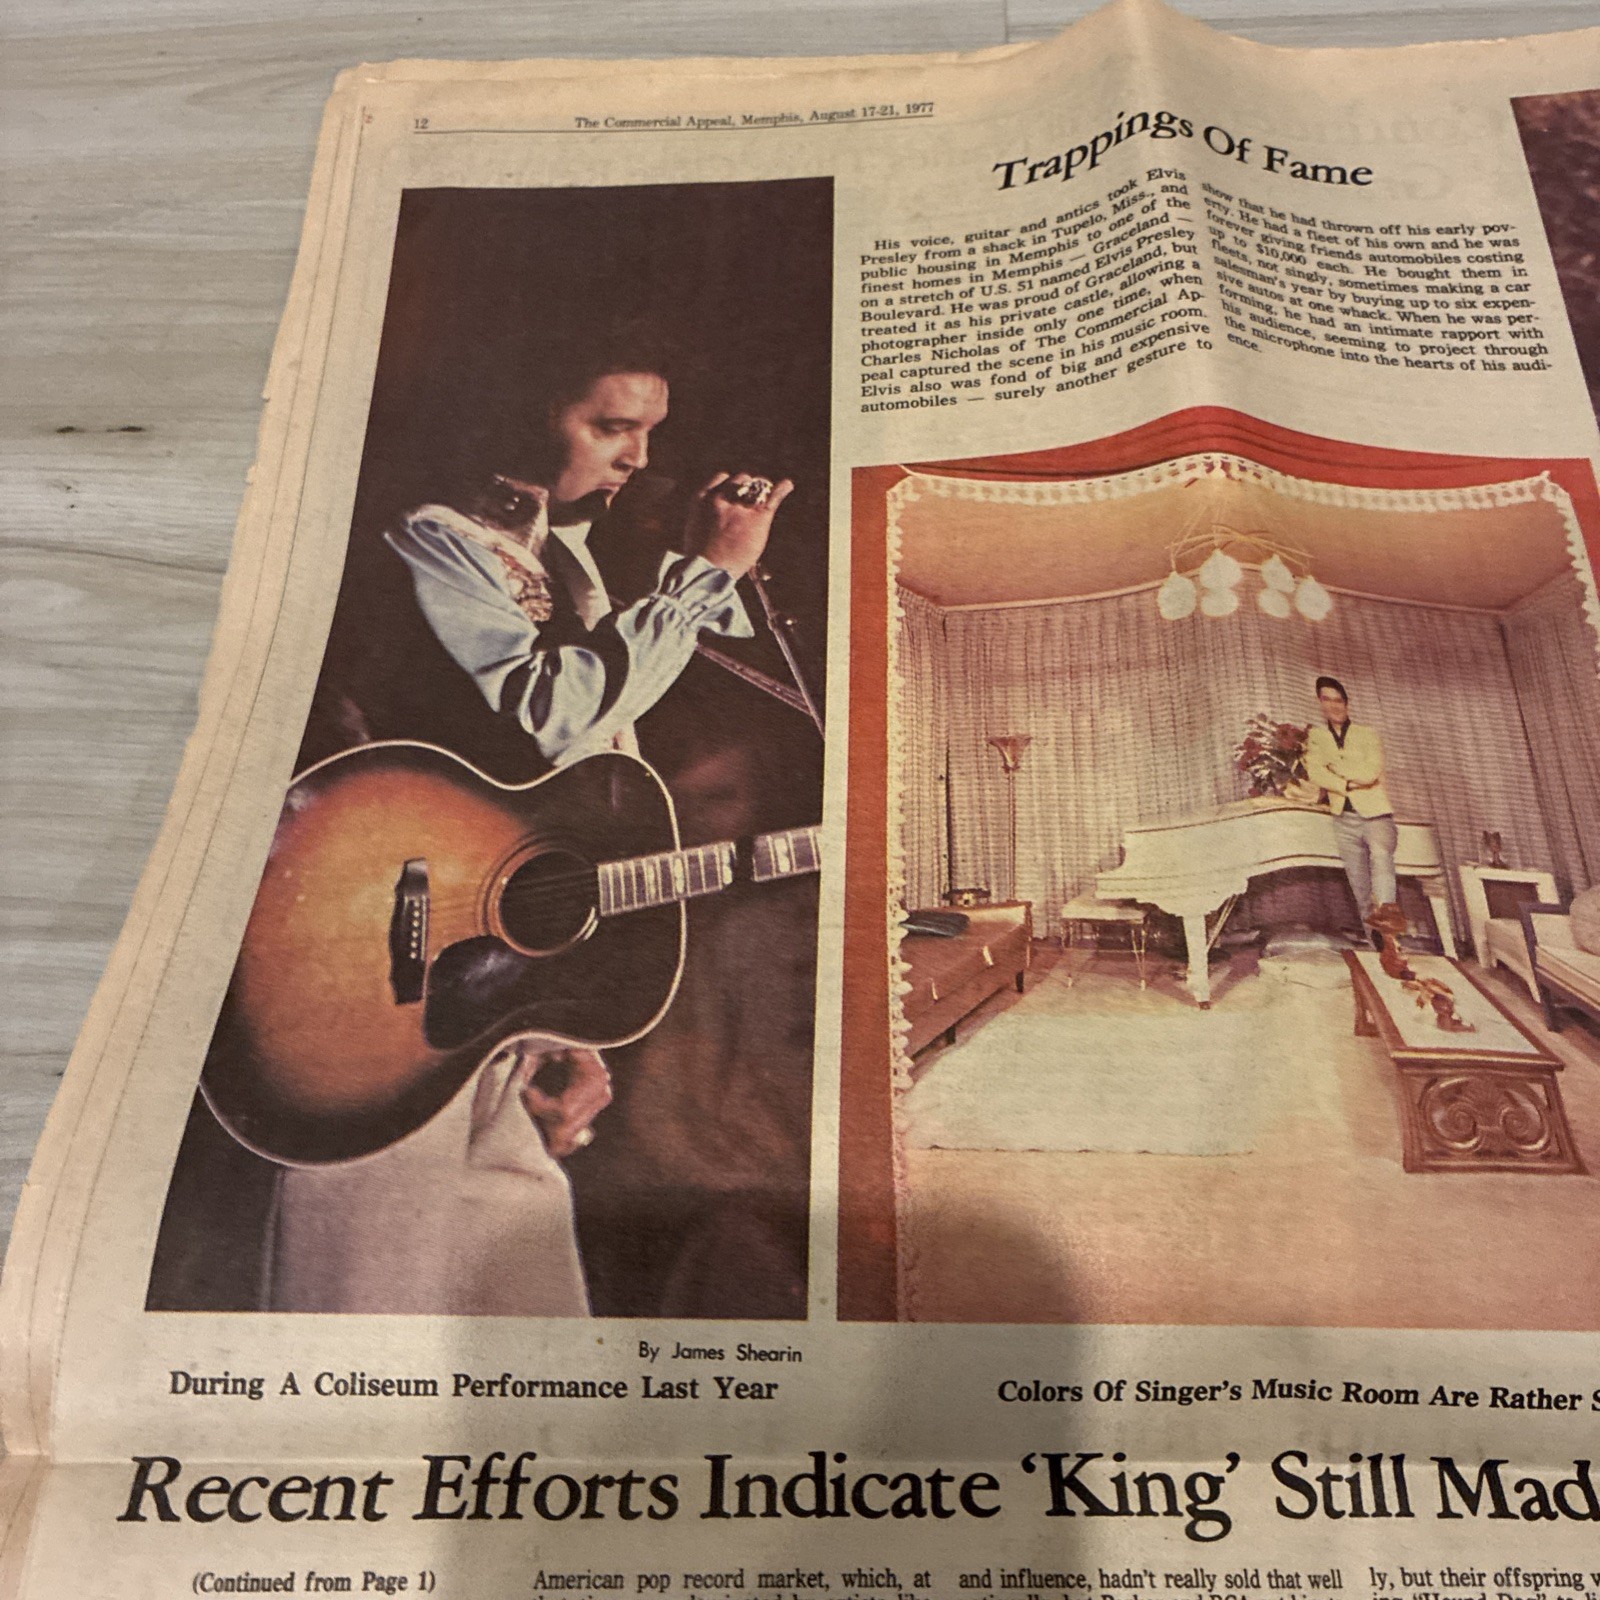 12
The Commercial Appeal, Memphis, August 17-21, 1977
Trappings Of Fame
His voice, guitar and antics took Elvis
Presley from a shack in Tupelo, Miss., and
public housing in Memphis to one of the
finest homes in Memphis — Graceland —
on a stretch of U.S. 51 named Elvis Presley
Boulevard. He was proud of Graceland, but
treated it as his private castle, allowing a
photographer inside only one time, when
Charles Nicholas of The Commercial Ap-
peal captured the scene in his music room.
Elvis also was fond of big and expensive
automobiles — surely another gesture to
show that he had thrown off his early pov-
erty. He had a fleet of his own and he was
forever giving friends automobiles costing
up to $10,000 each. He bought them in
fleets, not singly, sometimes making a car
salesman's year by buying up to six expen-
sive autos at one whack. When he was per-
forming, he had an intimate rapport with
his audience, seeming to project through
the microphone into the hearts of his audi-
ence.
By James Shearin
During A Coliseum Performance Last Year
Colors Of Singer's Music Room Are Rather S
Recent Efforts Indicate 'King' Still Mad
(Continued from Page 1)
American pop record market, which, at
and influence, hadn't really sold that well
ly, but their offspring